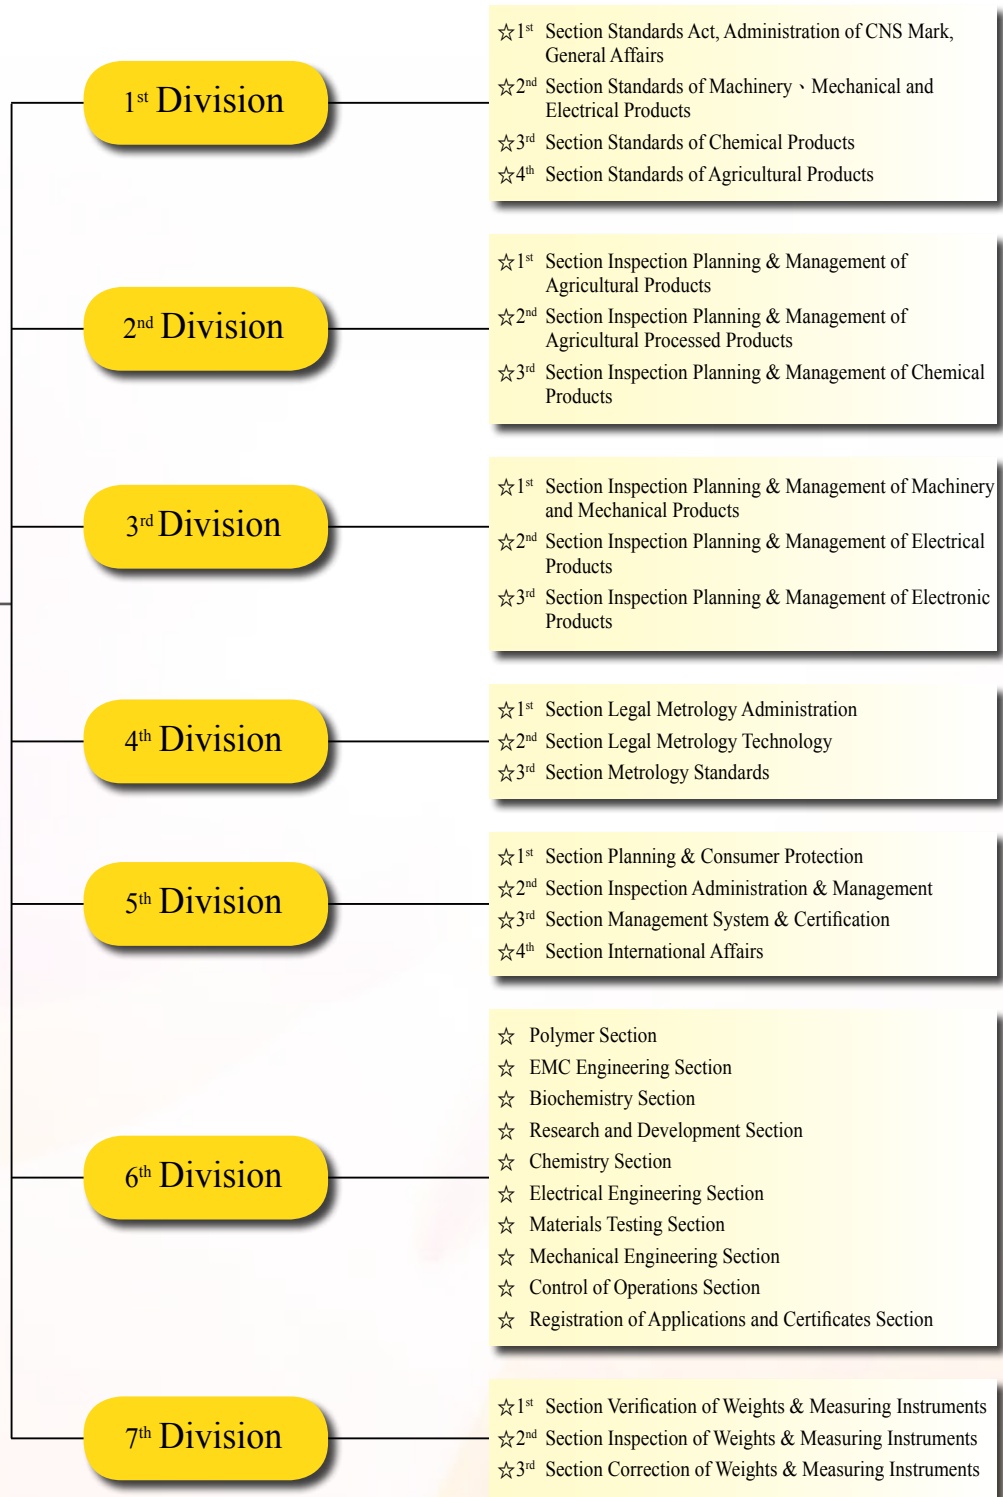 1st Division
☆1st Section Standards Act, Administration of CNS Mark,
General Affairs
☆2nd Section Standards of Machinery、Mechanical and
Electrical Products
☆3rd Section Standards of Chemical Products
☆4th Section Standards of Agricultural Products
2nd Division
☆1st Section Inspection Planning & Management of
Agricultural Products
☆2nd Section Inspection Planning & Management of
Agricultural Processed Products
☆3rd Section Inspection Planning & Management of Chemical
Products
3rd Division
☆1st Section Inspection Planning & Management of Machinery
and Mechanical Products
☆2nd Section Inspection Planning & Management of Electrical
Products
☆3rd Section Inspection Planning & Management of Electronic
Products
4th Division
☆1st Section Legal Metrology Administration
☆2nd Section Legal Metrology Technology
☆3rd Section Metrology Standards
5th Division
☆1st Section Planning & Consumer Protection
☆2nd Section Inspection Administration & Management
☆3rd Section Management System & Certification
☆4th Section International Affairs
6th Division
☆ Polymer Section
☆ EMC Engineering Section
☆ Biochemistry Section
☆ Research and Development Section
☆ Chemistry Section
☆ Electrical Engineering Section
☆ Materials Testing Section
☆ Mechanical Engineering Section
☆ Control of Operations Section
☆ Registration of Applications and Certificates Section
7th Division
☆1st Section Verification of Weights & Measuring Instruments
☆2nd Section Inspection of Weights & Measuring Instruments
☆3rd Section Correction of Weights & Measuring Instruments